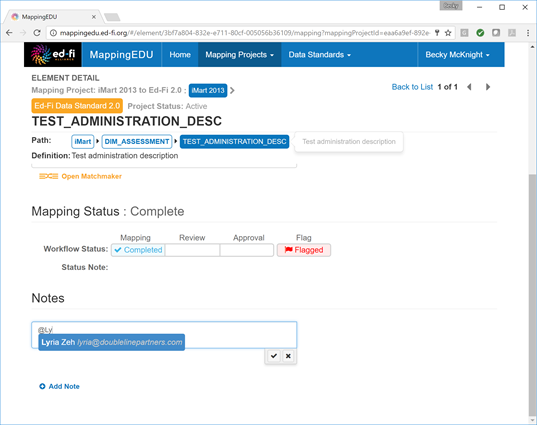 Becky
MappingEDU
mappingedu.ed-fi.org/#/element/3bf7a804-832e-e711-80cf-005056b36109/mapping?mappingProjectId=eaa6a9ef-892e
ed-fi
ALLIANCE
MappingEDU
Home
Mapping Projects
Data Standards
Becky McKnight
ELEMENT DETAIL
Mapping Project: iMart 2013 to Ed-Fi 2.0 : iMart 2013
Back to List 1 of 1
Ed-Fi Data Standard 2.0 Project Status: Active
TEST_ADMINISTRATION_DESC
Path: iMart DIM_ASSESSMENT TEST_ADMINISTRATION_DESC Test administration description
Definition: Test administration description
Open Matchmaker
Mapping Status : Complete
Mapping Review Approval Flag
Workflow Status: Completed Flagged
Status Note:
Notes
@Ly
Lyria Zeh lyria@doublelinepartners.com
Add Note